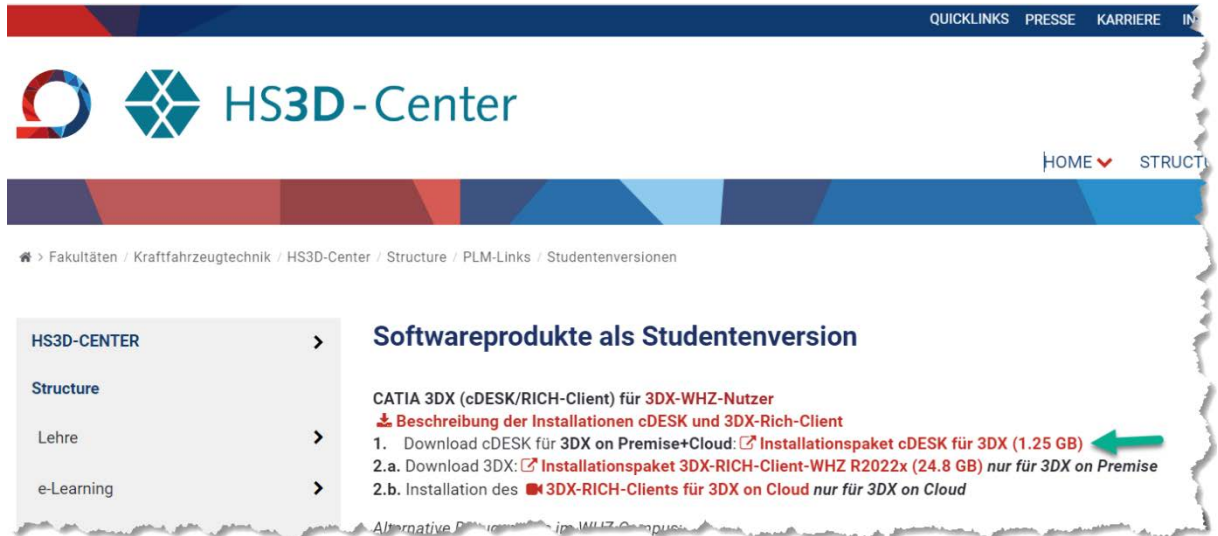 QUICKLINKS PRESSE KARRIERE
HS3D-Center
HOME
Fakultäten / Kraftfahrzeugtechnik / HS3D-Center / Structure / PLM-Links / Studentenversionen
HS3D-CENTER
Structure
Lehre
e-Learning
Softwareprodukte als Studentenversion
CATIA 3DX (cDESK/RICH-Client) für 3DX-WHZ-Nutzer
Beschreibung der Installationen cDESK und 3DX-Rich-Client
1. Download cDESK für 3DX on Premise+Cloud: Installationspaket cDESK für 3DX (1.25 GB)
2.a. Download 3DX: Installationspaket 3DX-RICH-Client-WHZ R2022x (24.8 GB) nur für 3DX on Premise
2.b. Installation des 3DX-RICH-Clients für 3DX on Cloud nur für 3DX on Cloud